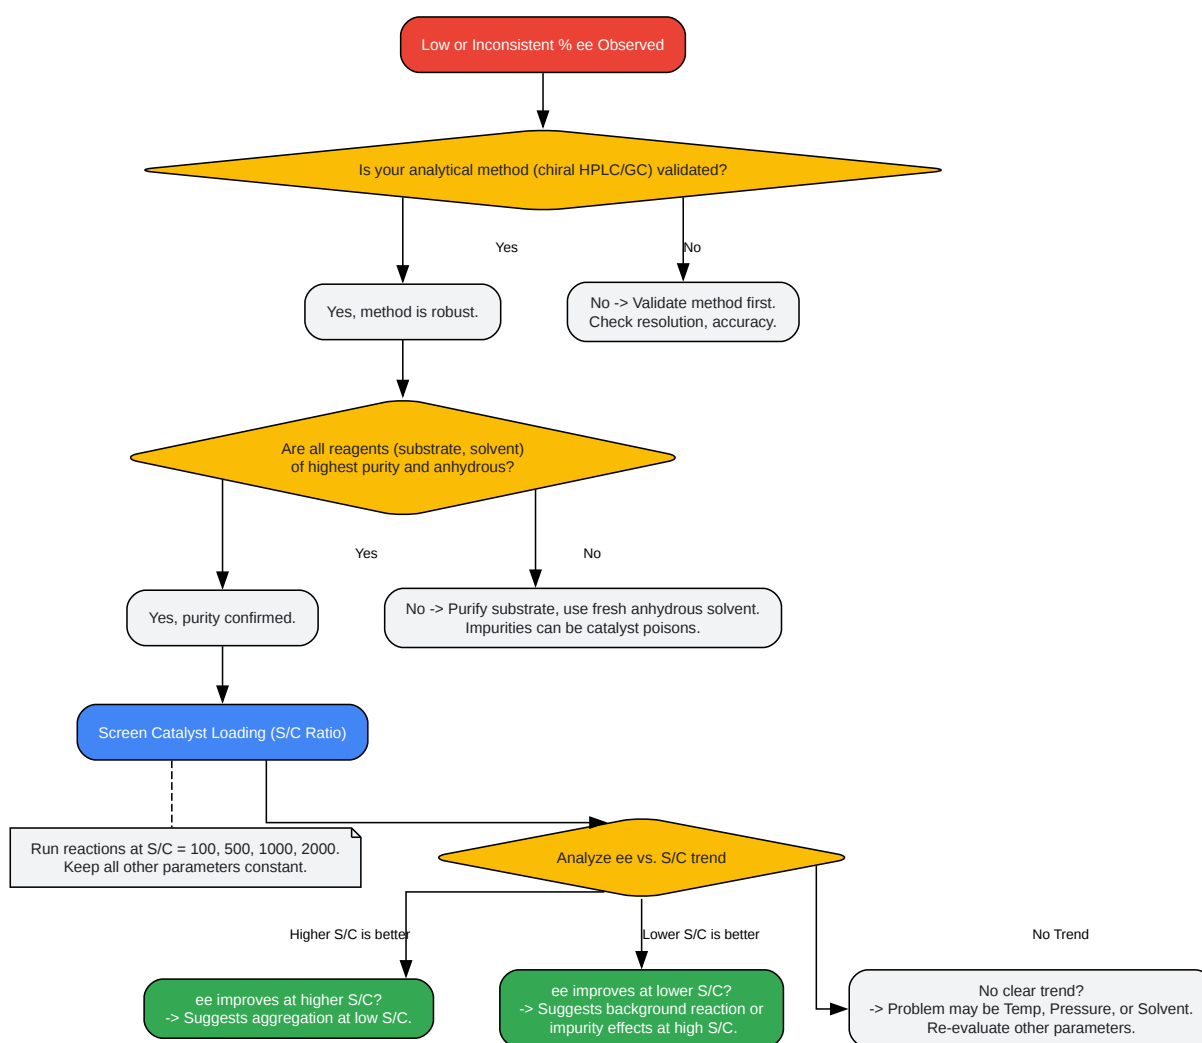 Low or Inconsistent % ee Observed
Is your analytical method (chiral HPLC/GC) validated?
Yes
No
Yes, method is robust.
No -> Validate method first.
Check resolution, accuracy.
Are all reagents (substrate, solvent)
of highest purity and anhydrous?
Yes
No
Yes, purity confirmed.
No -> Purify substrate, use fresh anhydrous solvent.
Impurities can be catalyst poisons.
Screen Catalyst Loading (S/C Ratio)
Run reactions at S/C = 100, 500, 1000, 2000.
Keep all other parameters constant.
Analyze ee vs. S/C trend
Higher S/C is better
Lower S/C is better
No Trend
ee improves at higher S/C?
-> Suggests aggregation at low S/C.
ee improves at lower S/C?
-> Suggests background reaction or
impurity effects at high S/C.
No clear trend?
-> Problem may be Temp, Pressure, or Solvent.
Re-evaluate other parameters.